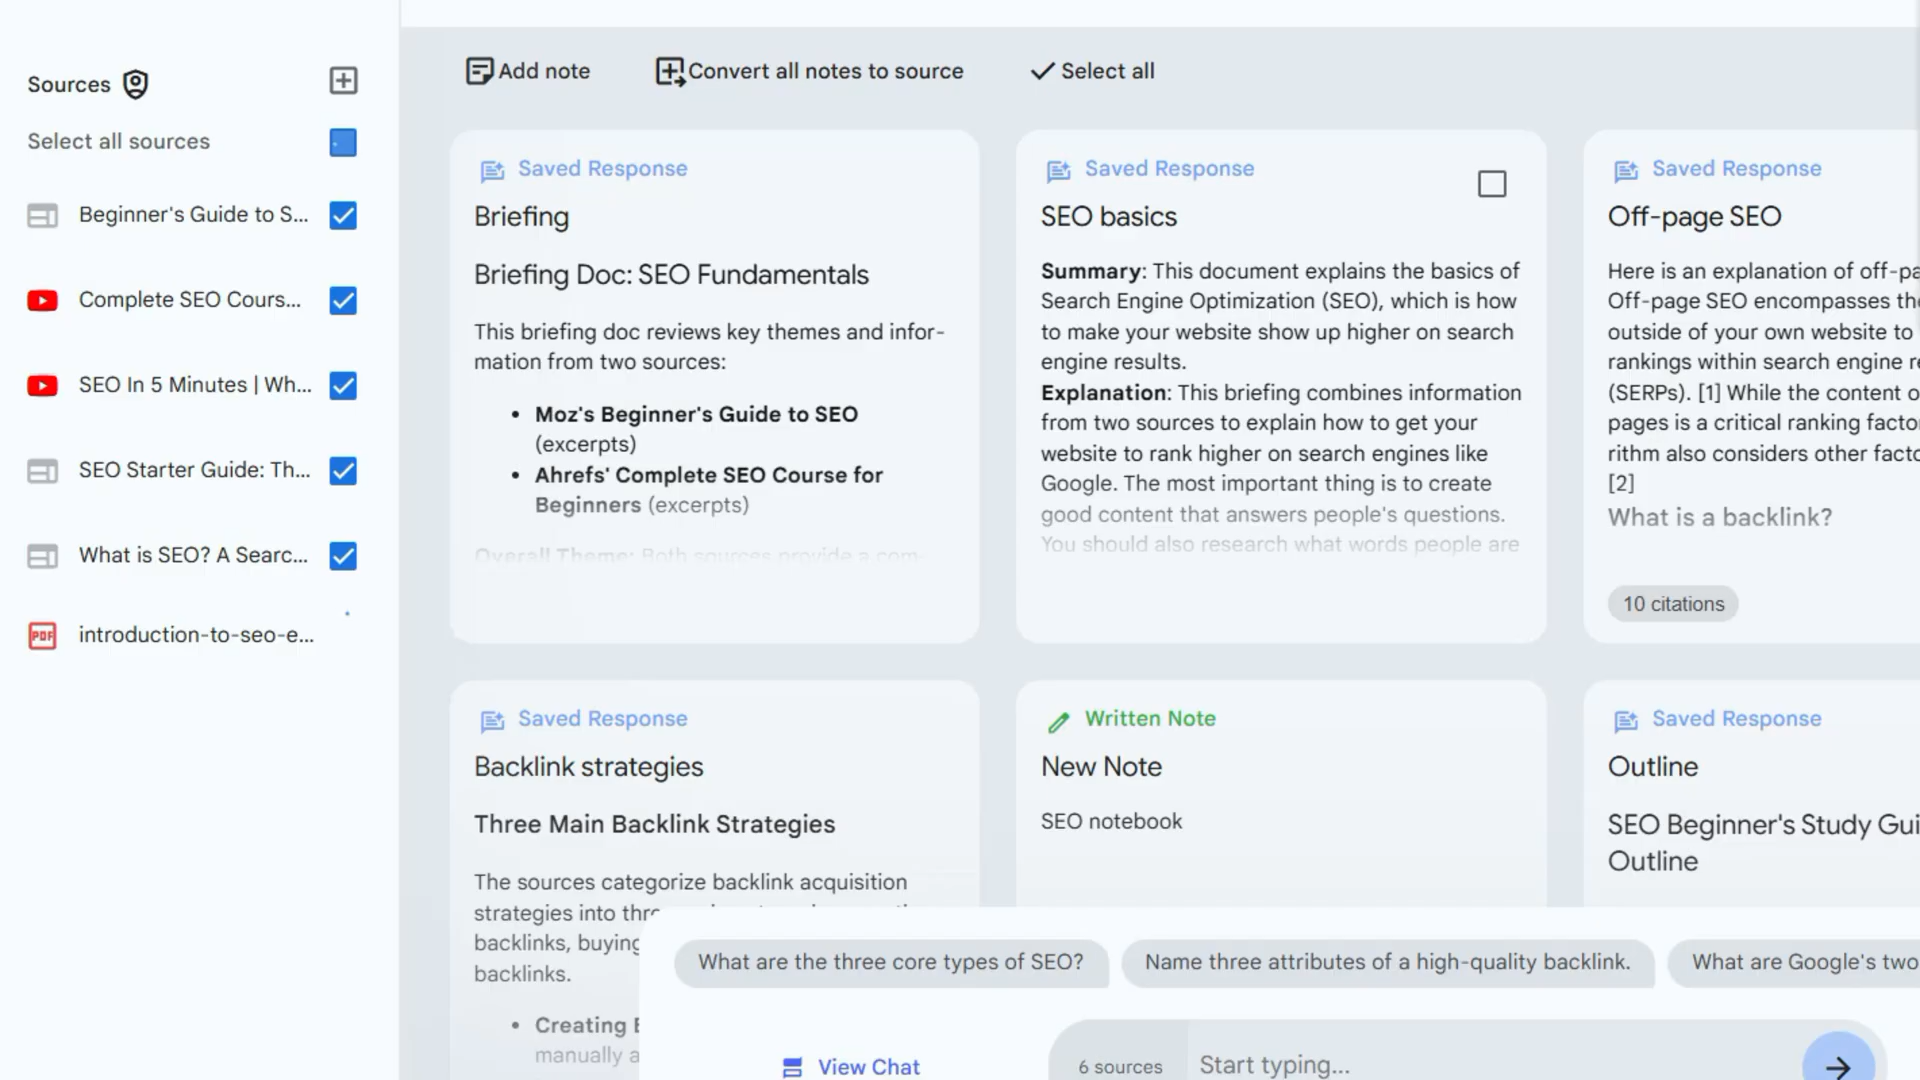 Sources
Select all sources
Beginner's Guide to S...
Complete SEO Cours...
SEO In 5 Minutes | Wh...
SEO Starter Guide: Th...
What is SEO? A Searc...
PDF
introduction-to-seo-e...
Add note
Convert all notes to source
Select all
Saved Response
Briefing
Briefing Doc: SEO Fundamentals
This briefing doc reviews key themes and infor-
mation from two sources:
• Moz's Beginner's Guide to SEO
(excerpts)
• Ahrefs' Complete SEO Course for
Beginners (excerpts)
Overall Theme: Both sources provide a com-
Saved Response
SEO basics
Summary: This document explains the basics of
Search Engine Optimization (SEO), which is how
to make your website show up higher on search
engine results.
Explanation: This briefing combines information
from two sources to explain how to get your
website to rank higher on search engines like
Google. The most important thing is to create
good content that answers people's questions.
You should also research what words people are
Saved Response
Off-page SEO
Here is an explanation of off-pa
Off-page SEO encompasses the
outside of your own website to
rankings within search engine re
(SERPs). [1] While the content o
pages is a critical ranking facto
rithm also considers other facto
[2]
What is a backlink?
10 citations
Saved Response
Backlink strategies
Three Main Backlink Strategies
The sources categorize backlink acquisition
strategies into thre
backlinks, buying
backlinks.
• Creating B
manually a
Written Note
New Note
SEO notebook
Saved Response
Outline
SEO Beginner's Study Gui
Outline
What are the three core types of SEO?
Name three attributes of a high-quality backlink.
What are Google's two
View Chat
6 sources
Start typing...